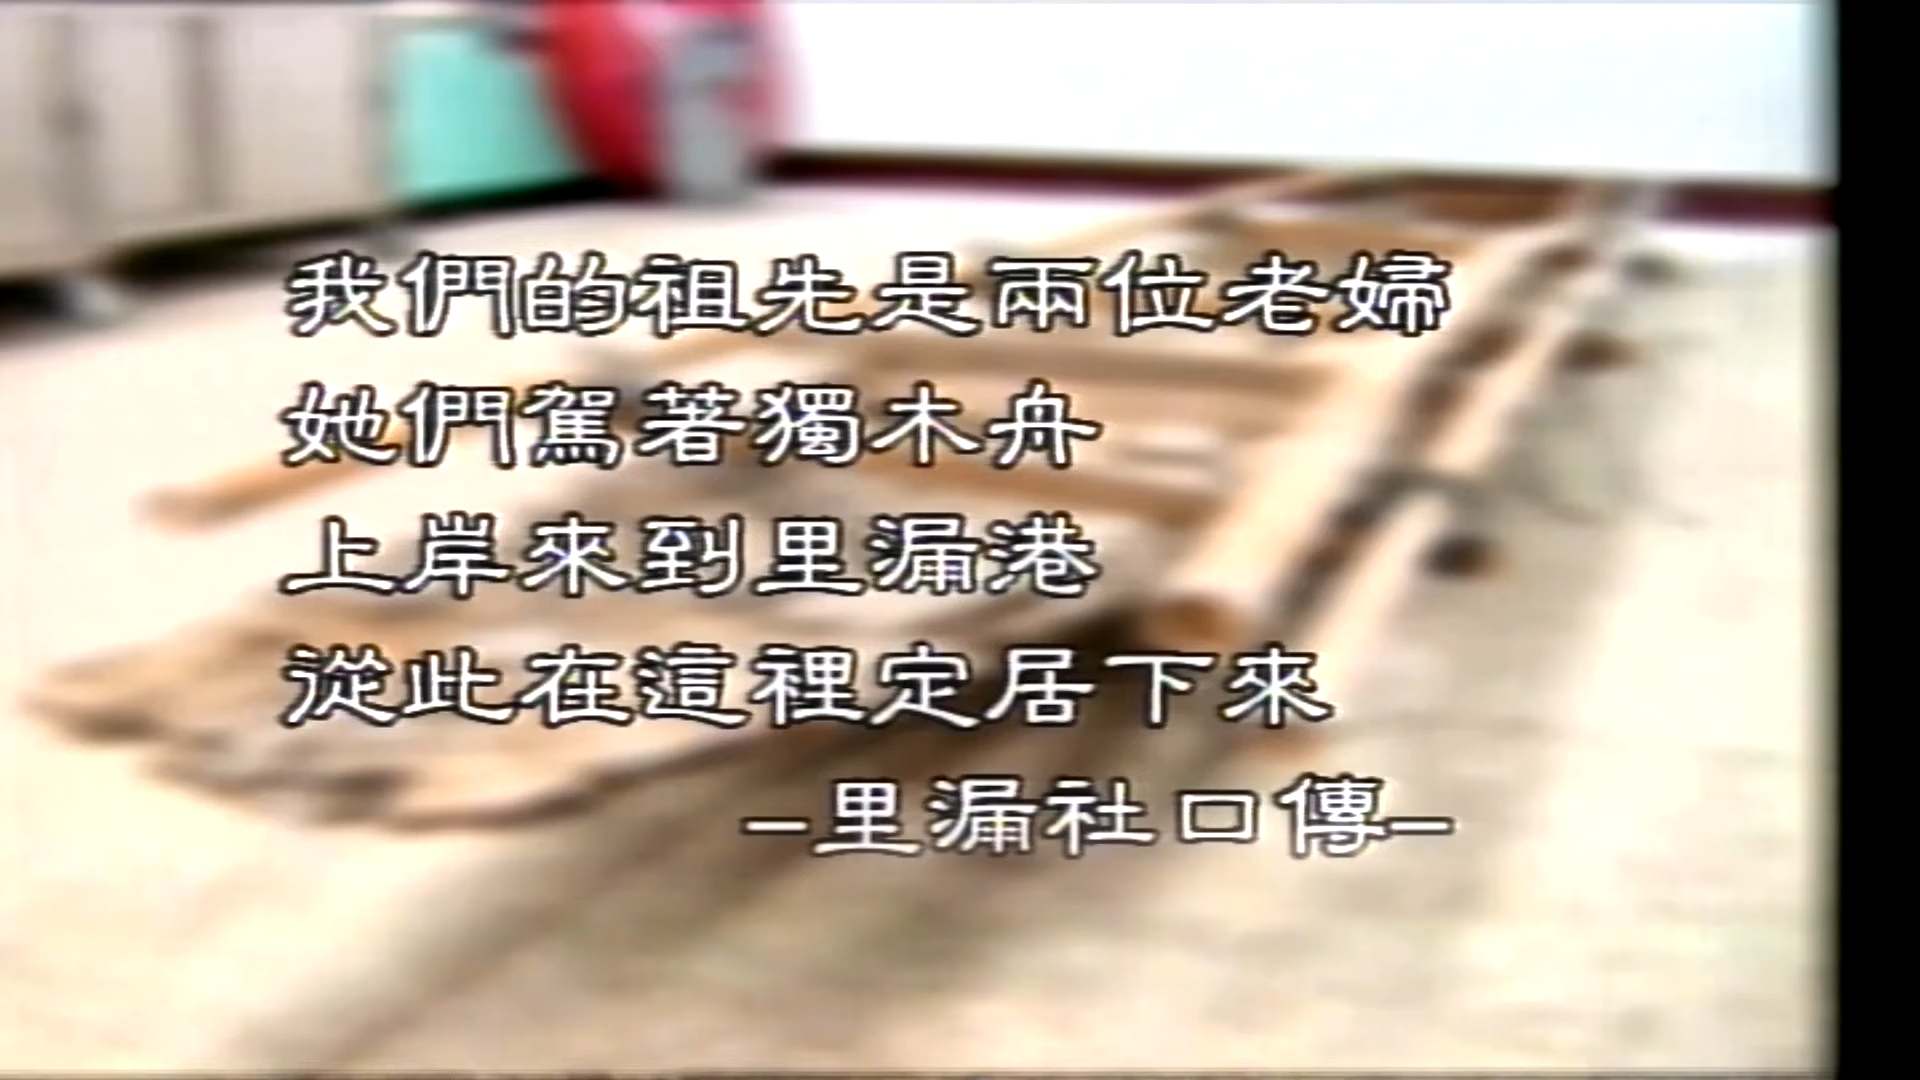 我們的祖先是兩位老婦
她們駕著獨木舟
上岸來到里漏港
從此在這裡定居下來
–里漏社口傳–